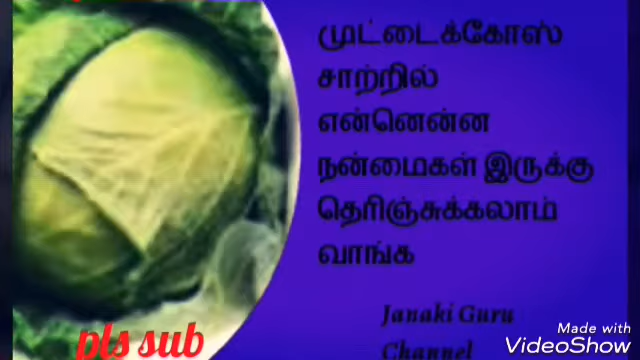 முட்டைக்கோஸ்
சாற்றில்
என்னென்ன
நன்மைகள் இருக்கு
தெரிஞ்சுக்கலாம்
வாங்க
Janaki Guru
Channel
pls sub
Made with
VideoShow